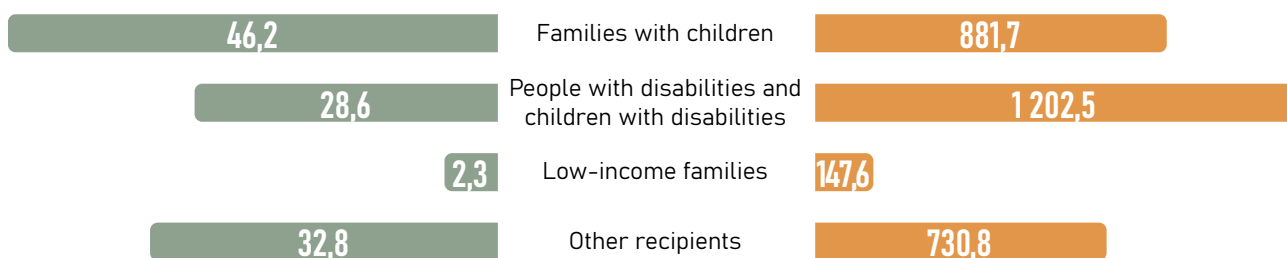 46,2 Families with children 881,7
28,6 People with disabilities and children with disabilities 1 202,5
2,3 Low-income families 147,6
32,8 Other recipients 730,8